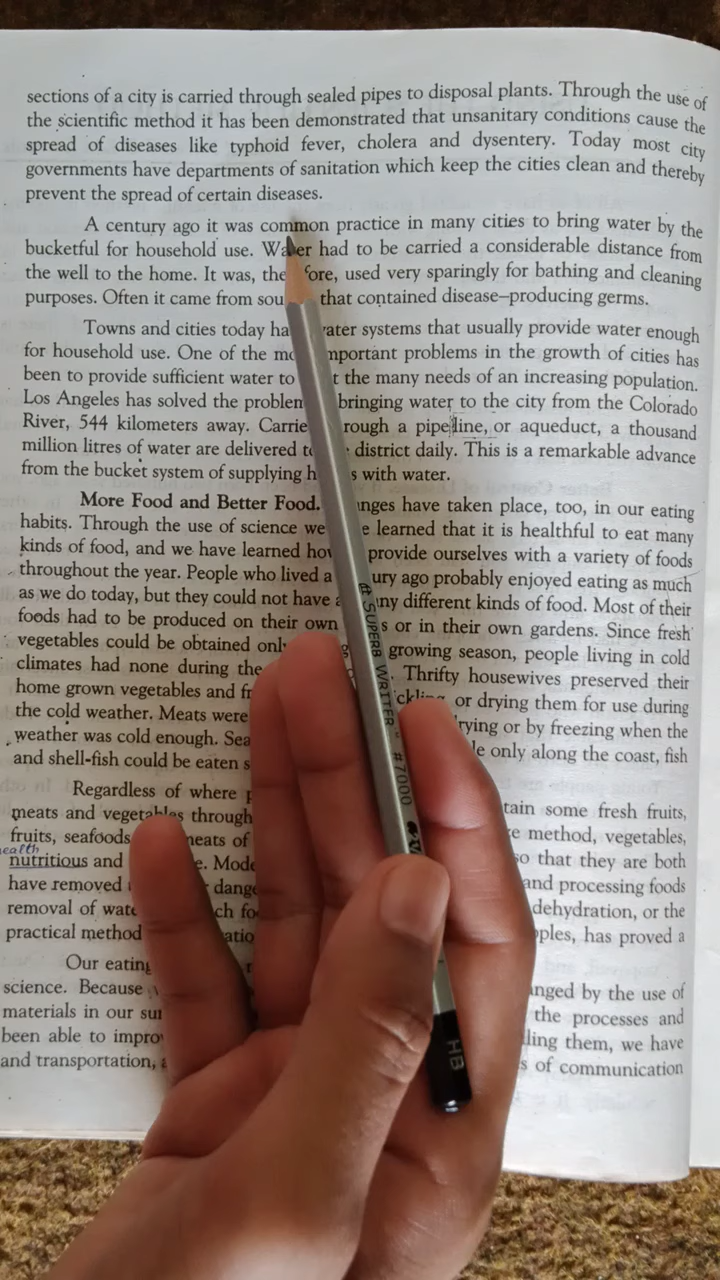 sections of a city is carried through sealed pipes to disposal plants. Through the use of
the scientific method it has been demonstrated that unsanitary conditions cause the
spread of diseases like typhoid fever, cholera and dysentery. Today most city
governments have departments of sanitation which keep the cities clean and thereby
prevent the spread of certain diseases.
A century ago it was common practice in many cities to bring water by the
bucketful for household use. Water had to be carried a considerable distance from
the well to the home. It was, the fore, used very sparingly for bathing and cleaning
purposes. Often it came from sou that contained disease–producing germs.
Towns and cities today ha water systems that usually provide water enough
for household use. One of the mo mportant problems in the growth of cities has
been to provide sufficient water to t the many needs of an increasing population.
Los Angeles has solved the problem bringing water to the city from the Colorado
River, 544 kilometers away. Carrie rough a pipeline, or aqueduct, a thousand
million litres of water are delivered to district daily. This is a remarkable advance
from the bucket system of supplying h s with water.
More Food and Better Food. nges have taken place, too, in our eating
habits. Through the use of science we e learned that it is healthful to eat many
kinds of food, and we have learned how provide ourselves with a variety of foods
throughout the year. People who lived a ury ago probably enjoyed eating as much
as we do today, but they could not have a ny different kinds of food. Most of their
foods had to be produced on their own s or in their own gardens. Since fresh
vegetables could be obtained only growing season, people living in cold
climates had none during the . Thrifty housewives preserved their
home grown vegetables and fr ckling or drying them for use during
the cold weather. Meats were rying or by freezing when the
weather was cold enough. Sea le only along the coast, fish
and shell-fish could be eaten s
Regardless of where p tain some fresh fruits,
meats and vegetables through e method, vegetables,
fruits, seafoods meats of so that they are both
health
nutritious and e. Mode and processing foods
have removed dange dehydration, or the
removal of wate ch fo pples, has proved a
practical method atio
Our eating nged by the use of
science. Because the processes and
materials in our sur ling them, we have
been able to impro s of communication
and transportation,
SUPERB WRITER #7000
HB